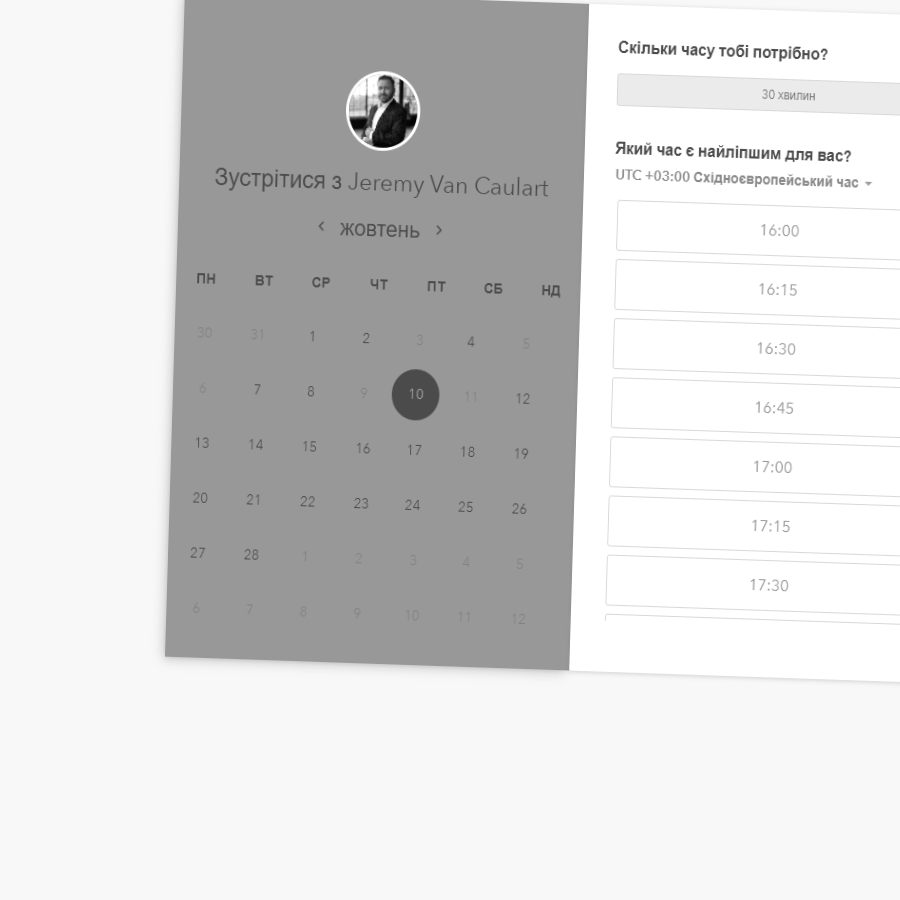 Зустрітися з Jeremy Van Caulart
‹ жовтень ›
ПН ВТ СР ЧТ ПТ СБ НД
30 31 1 2 3 4 5
6 7 8 9 10 11 12
13 14 15 16 17 18 19
20 21 22 23 24 25 26
27 28 1 2 3 4 5
6 7 8 9 10 11 12
Скільки часу тобі потрібно?
30 хвилин
Який час є найліпшим для вас?
UTC +03:00 Східноєвропейський час
16:00
16:15
16:30
16:45
17:00
17:15
17:30